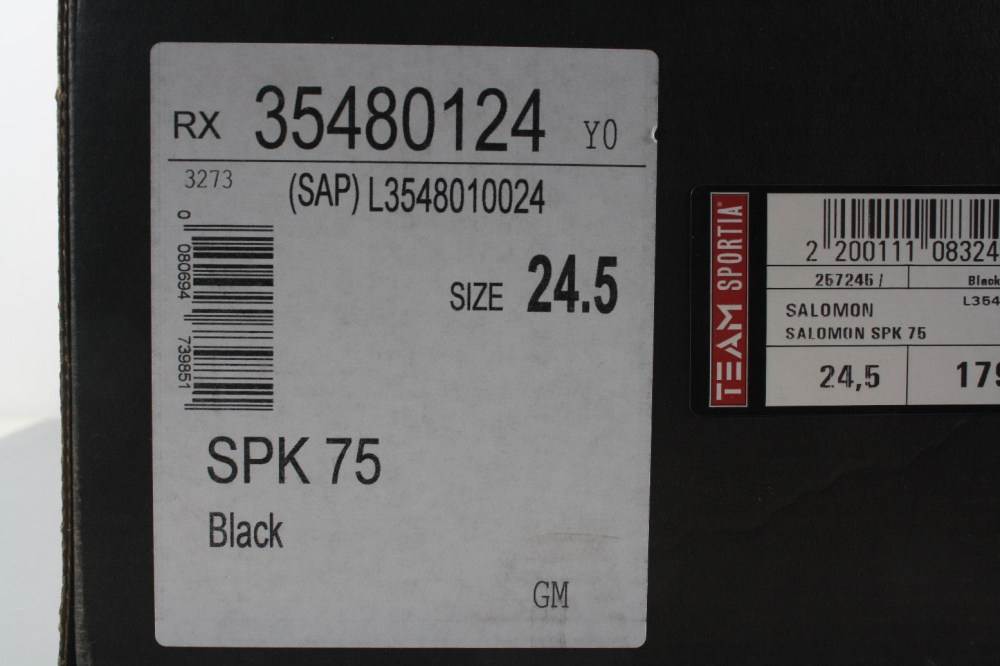 RX 35480124 Y0
3273
(SAP) L3548010024
0 080694 739851
SIZE 24.5
SPK 75
Black
GM
TEAM SPORTIA
2 200111 08324
257245 / Black
L354
SALOMON
SALOMON SPK 75
24,5 179